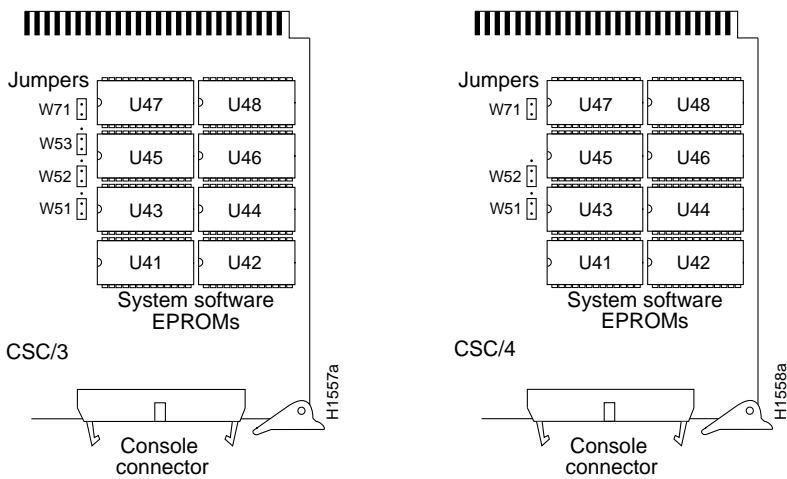 Jumpers
W71
W53
W52
W51
U47
U48
U45
U46
U43
U44
U41
U42
System software
EPROMs
CSC/3
H1557a
Console
connector
Jumpers
W71
W52
W51
U47
U48
U45
U46
U43
U44
U41
U42
System software
EPROMs
CSC/4
H1558a
Console
connector